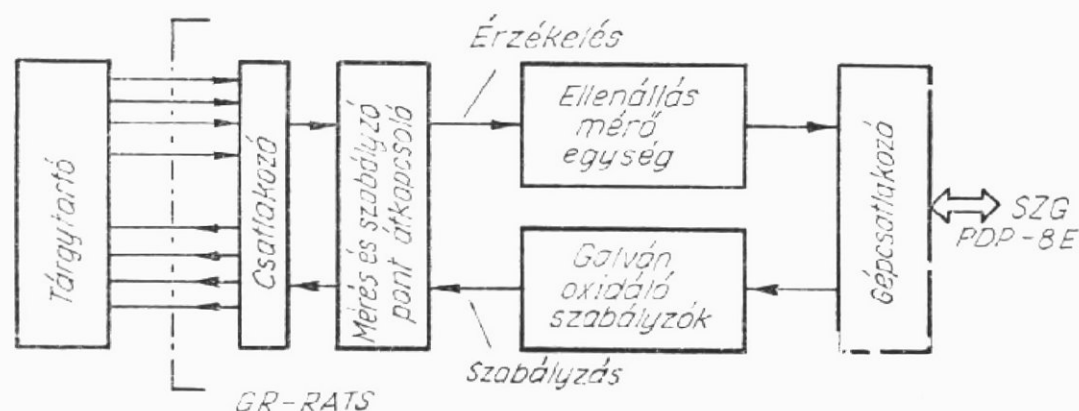 Érzékelés
Tárgytartó
Csatlakozó
Mérés és szabályzó
pont átkapcsoló
Ellenállás
mérő
egység
Galván
oxidáló
szabályzók
Gépcsatlakozó
SZG
PDP-8E
Szabályzás
GR-RATS